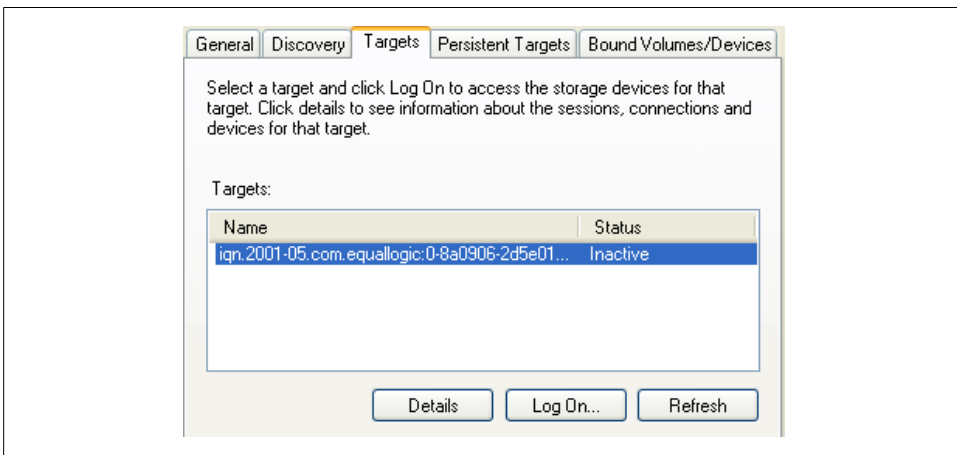 General Discovery Targets Persistent Targets Bound Volumes/Devices
Select a target and click Log On to access the storage devices for that
target. Click details to see information about the sessions, connections and
devices for that target.
Targets:
Name Status
iqn.2001-05.com.equallogic:0-8a0906-2d5e01... Inactive
Details Log On... Refresh